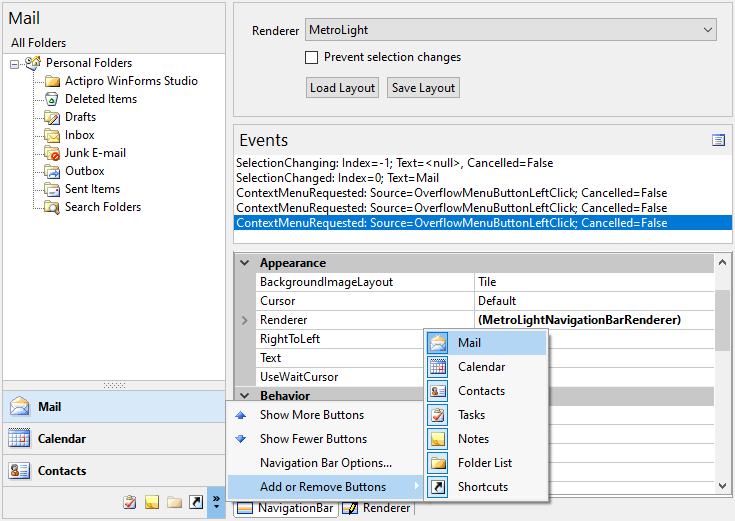 Mail
All Folders
Personal Folders
Actipro WinForms Studio
Deleted Items
Drafts
Inbox
Junk E-mail
Outbox
Sent Items
Search Folders
Mail
Calendar
Contacts
Renderer
MetroLight
Prevent selection changes
Load Layout
Save Layout
Events
SelectionChanging: Index=-1; Text=<null>, Cancelled=False
SelectionChanged: Index=0; Text=Mail
ContextMenuRequested: Source=OverflowMenuButtonLeftClick; Cancelled=False
ContextMenuRequested: Source=OverflowMenuButtonLeftClick; Cancelled=False
ContextMenuRequested: Source=OverflowMenuButtonLeftClick; Cancelled=False
Appearance
BackgroundImageLayout Tile
Cursor Default
Renderer (MetroLightNavigationBarRenderer)
RightToLeft
Text
UseWaitCursor
Behavior
Show More Buttons
Show Fewer Buttons
Navigation Bar Options...
Add or Remove Buttons
Mail
Calendar
Contacts
Tasks
Notes
Folder List
Shortcuts
NavigationBar
Renderer